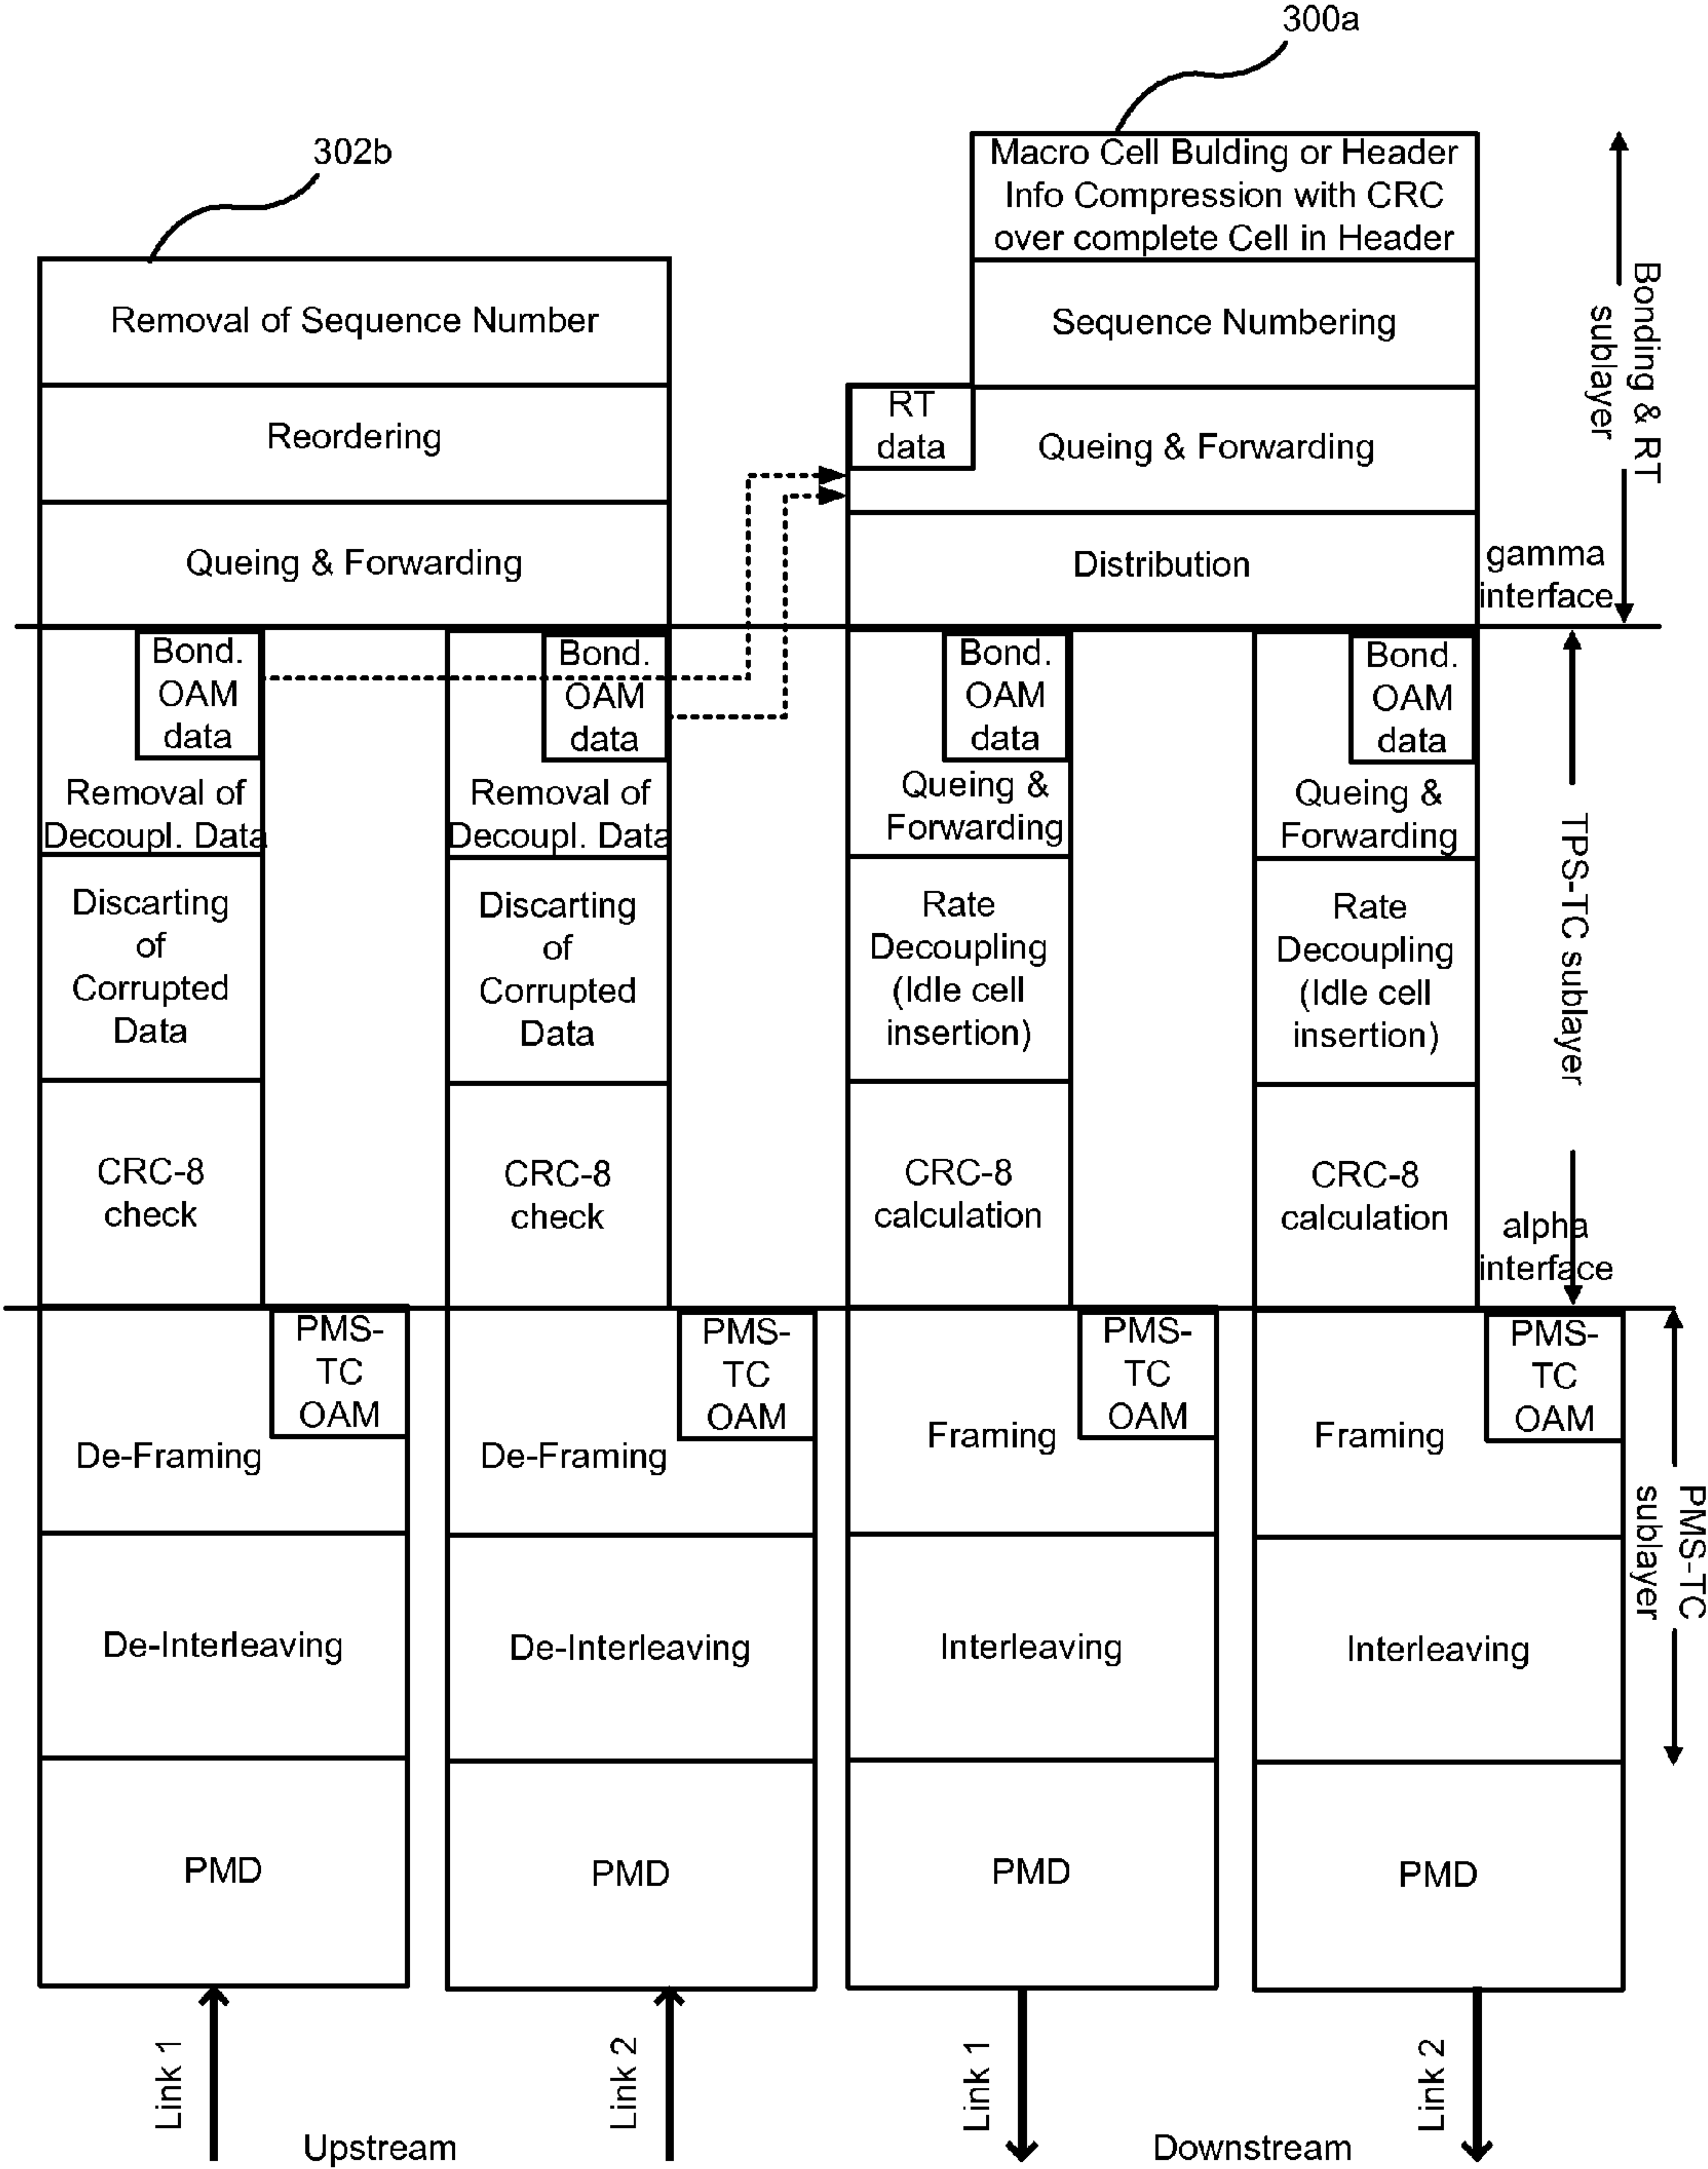 300a
302b
Macro Cell Bulding or Header
Info Compression with CRC
over complete Cell in Header
Removal of Sequence Number
Sequence Numbering
Reordering
RT
data
Queing & Forwarding
Queing & Forwarding
Distribution
Bonding & RT
sublayer
gamma
interface
Bond.
OAM
data
Removal of
Decoupl. Data
Bond.
OAM
data
Removal of
Decoupl. Data
Bond.
OAM
data
Queing &
Forwarding
Bond.
OAM
data
Queing &
Forwarding
Discarting
of
Corrupted
Data
Discarting
of
Corrupted
Data
Rate
Decoupling
(Idle cell
insertion)
Rate
Decoupling
(Idle cell
insertion)
TPS-TC sublayer
CRC-8
check
CRC-8
check
CRC-8
calculation
CRC-8
calculation
alpha
interface
PMS-
TC
OAM
De-Framing
PMS-
TC
OAM
De-Framing
PMS-
TC
OAM
Framing
PMS-
TC
OAM
Framing
PMS-TC
sublayer
De-Interleaving
De-Interleaving
Interleaving
Interleaving
PMD
PMD
PMD
PMD
Link 1
Link 2
Link 1
Link 2
Upstream
Downstream